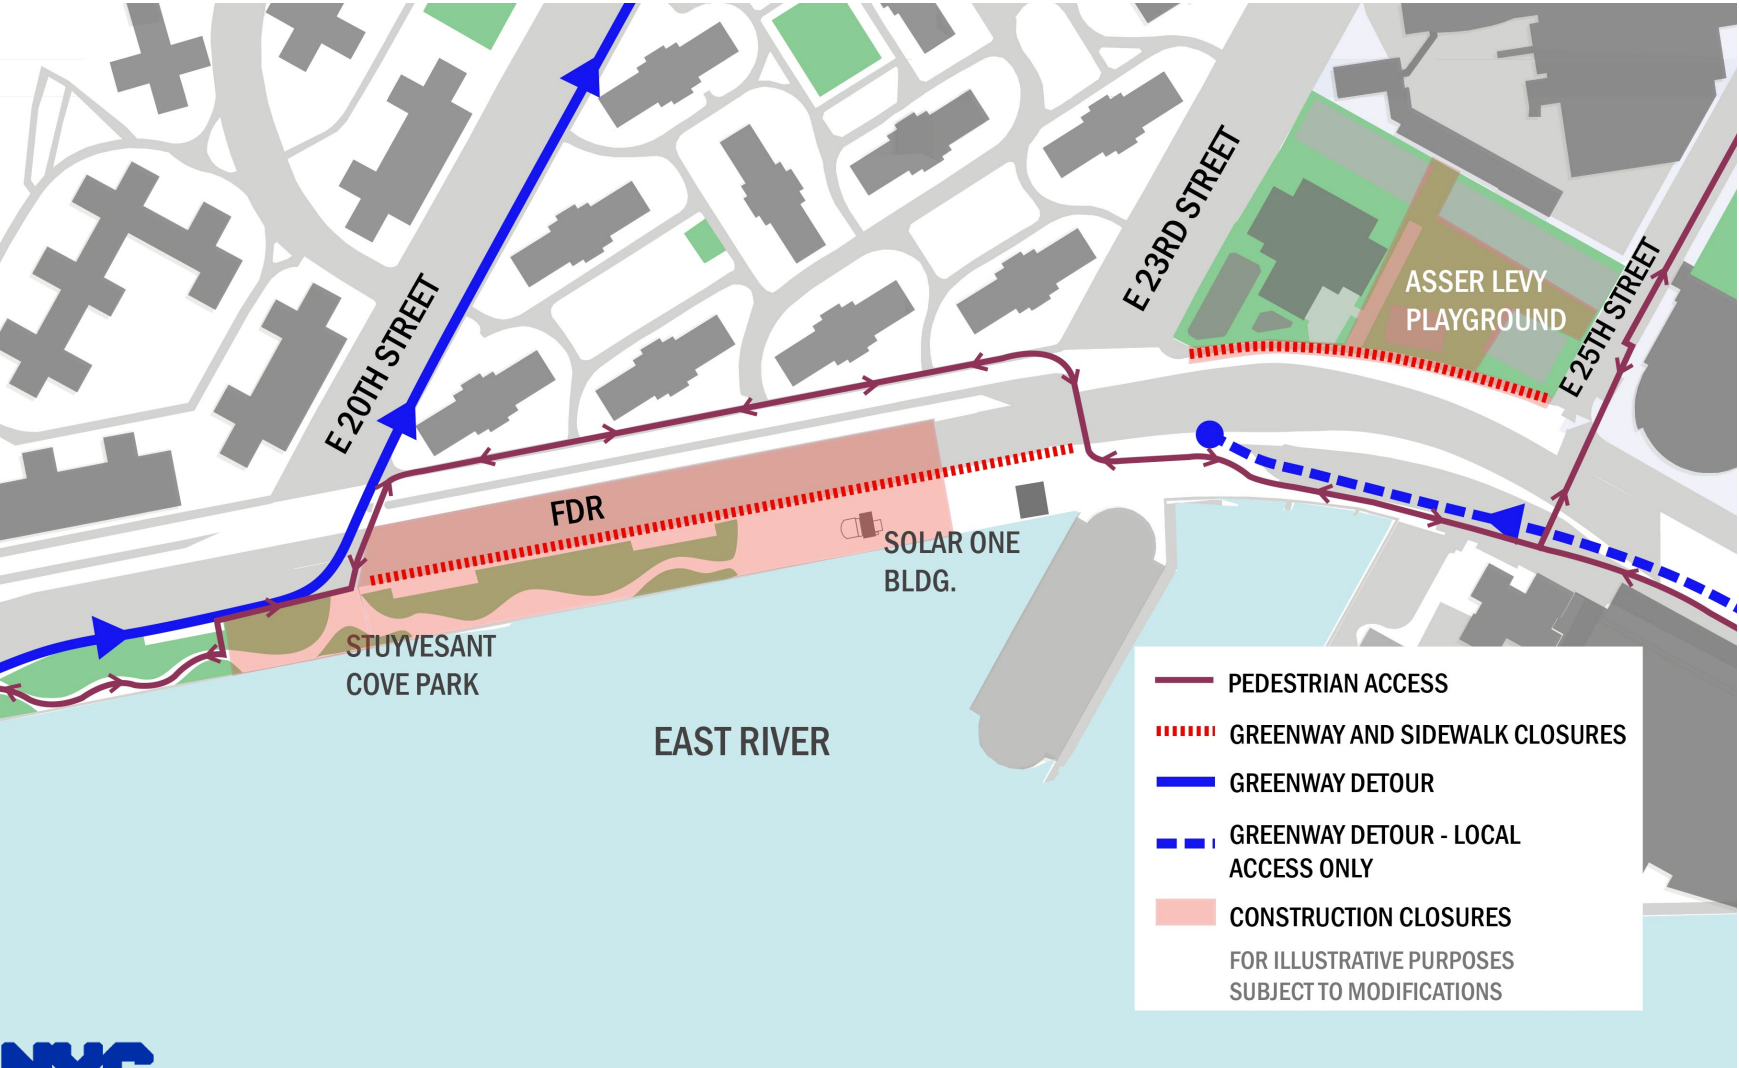 E 20TH STREET
E 23RD STREET
ASSER LEVY
PLAYGROUND
E 25TH STREET
FDR
SOLAR ONE
BLDG.
STUYVESANT
COVE PARK
EAST RIVER
PEDESTRIAN ACCESS
GREENWAY AND SIDEWALK CLOSURES
GREENWAY DETOUR
GREENWAY DETOUR - LOCAL
ACCESS ONLY
CONSTRUCTION CLOSURES
FOR ILLUSTRATIVE PURPOSES
SUBJECT TO MODIFICATIONS
NYC